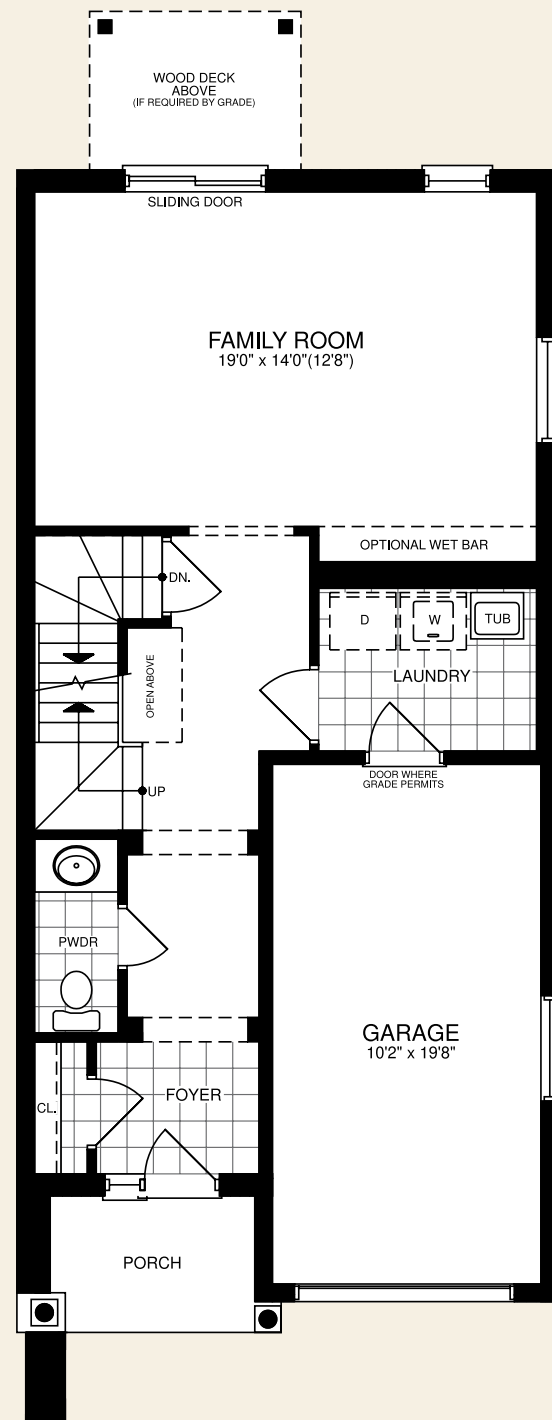 WOOD DECK
ABOVE
(IF REQUIRED BY GRADE)
SLIDING DOOR
FAMILY ROOM
19'0" x 14'0"(12'8")
OPTIONAL WET BAR
DN.
D
W
TUB
OPEN ABOVE
LAUNDRY
DOOR WHERE
GRADE PERMITS
UP
PWDR
GARAGE
10'2" x 19'8"
FOYER
CL.
PORCH